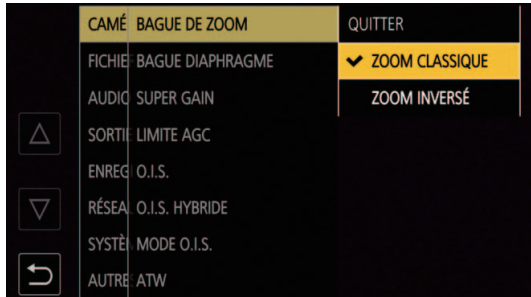 CAMÉ BAGUE DE ZOOM QUITTER
FICHIE BAGUE DIAPHRAGME ZOOM CLASSIQUE
AUDIO SUPER GAIN ZOOM INVERSÉ
SORTIE LIMITE AGC
ENREG O.I.S.
RÉSEA O.I.S. HYBRIDE
SYSTÈ MODE O.I.S.
AUTRE ATW